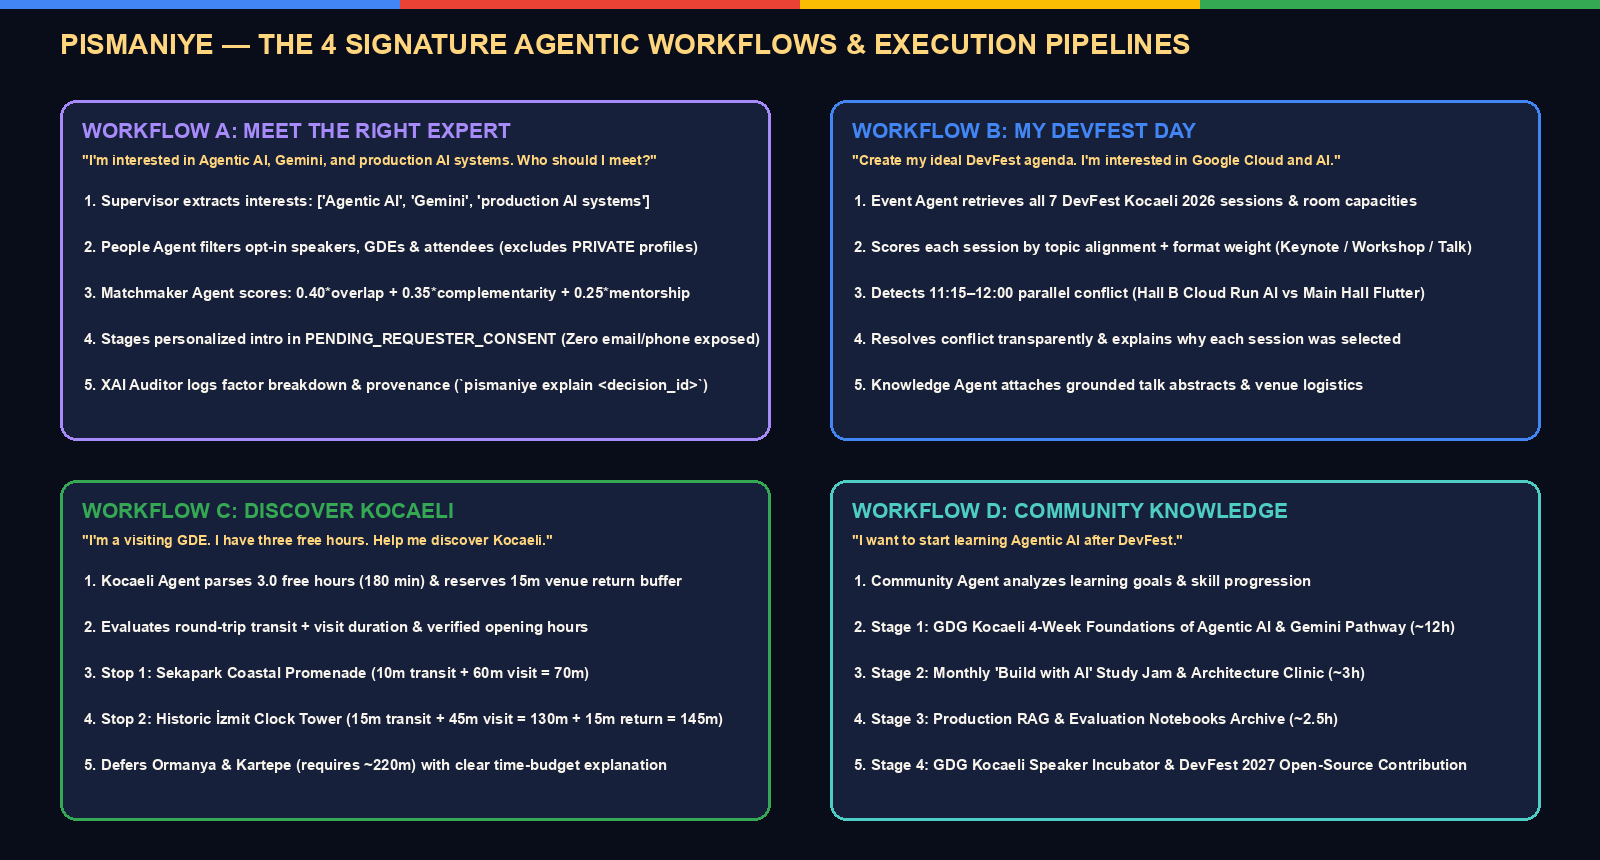 PISMANIYE — THE 4 SIGNATURE AGENTIC WORKFLOWS & EXECUTION PIPELINES
WORKFLOW A: MEET THE RIGHT EXPERT
"I'm interested in Agentic AI, Gemini, and production AI systems. Who should I meet?"
1. Supervisor extracts interests: ['Agentic AI', 'Gemini', 'production AI systems']
2. People Agent filters opt-in speakers, GDEs & attendees (excludes PRIVATE profiles)
3. Matchmaker Agent scores: 0.40*overlap + 0.35*complementarity + 0.25*mentorship
4. Stages personalized intro in PENDING_REQUESTER_CONSENT (Zero email/phone exposed)
5. XAI Auditor logs factor breakdown & provenance (`pismaniye explain <decision_id>`)
WORKFLOW B: MY DEVFEST DAY
"Create my ideal DevFest agenda. I'm interested in Google Cloud and AI."
1. Event Agent retrieves all 7 DevFest Kocaeli 2026 sessions & room capacities
2. Scores each session by topic alignment + format weight (Keynote / Workshop / Talk)
3. Detects 11:15–12:00 parallel conflict (Hall B Cloud Run AI vs Main Hall Flutter)
4. Resolves conflict transparently & explains why each session was selected
5. Knowledge Agent attaches grounded talk abstracts & venue logistics
WORKFLOW C: DISCOVER KOCAELI
"I'm a visiting GDE. I have three free hours. Help me discover Kocaeli."
1. Kocaeli Agent parses 3.0 free hours (180 min) & reserves 15m venue return buffer
2. Evaluates round-trip transit + visit duration & verified opening hours
3. Stop 1: Sekapark Coastal Promenade (10m transit + 60m visit = 70m)
4. Stop 2: Historic İzmit Clock Tower (15m transit + 45m visit = 130m + 15m return = 145m)
5. Defers Ormanya & Kartepe (requires ~220m) with clear time-budget explanation
WORKFLOW D: COMMUNITY KNOWLEDGE
"I want to start learning Agentic AI after DevFest."
1. Community Agent analyzes learning goals & skill progression
2. Stage 1: GDG Kocaeli 4-Week Foundations of Agentic AI & Gemini Pathway (~12h)
3. Stage 2: Monthly 'Build with AI' Study Jam & Architecture Clinic (~3h)
4. Stage 3: Production RAG & Evaluation Notebooks Archive (~2.5h)
5. Stage 4: GDG Kocaeli Speaker Incubator & DevFest 2027 Open-Source Contribution